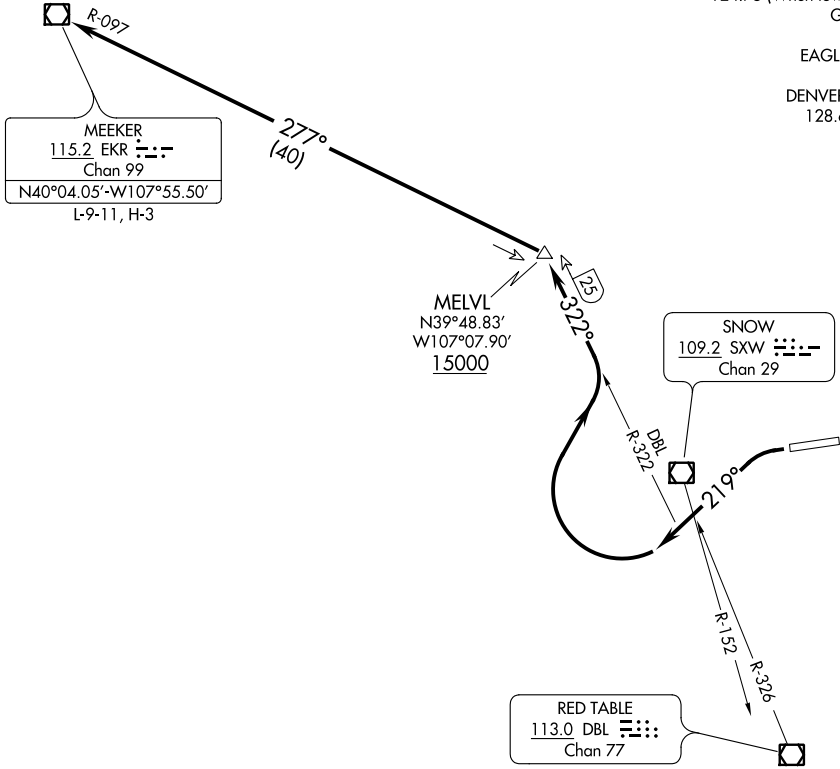 G
EAGL
DENVE
128.
R-097
MEEKER
115.2 EKR
Chan 99
N40°04.05'-W107°55.50'
L-9-11, H-3
277°
(40)
25
MELVL
N39°48.83'
W107°07.90'
15000
322°
SNOW
109.2 SXW
Chan 29
DBL
R-322
219°
R-152
R-326
RED TABLE
113.0 DBL
Chan 77